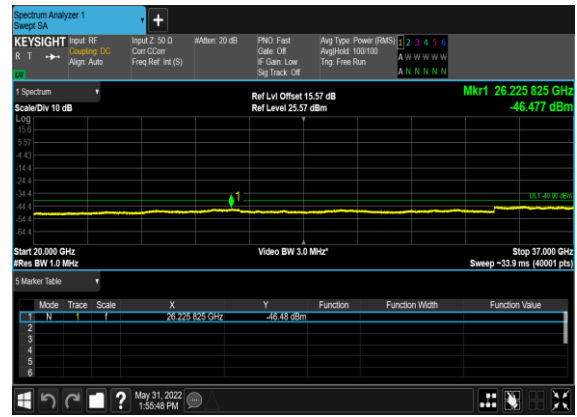 Spectrum Analyzer 1
Swept SA
+
KEYSIGHT Input: RF Input Z: 50 Ω #Atten: 20 dB PNO: Fast Avg Type: Power (RMS) 1 2 3 4 5 6
R T Coupling: DC Corr CCorr Gate: Off Avg|Hold: 100/100 A W W W W W
Align: Auto Freq Ref: Int (S) IF Gain: Low Trig: Free Run A N N N N N
LXI Sig Track: Off
1 Spectrum Ref Lvl Offset 15.57 dB Mkr1 26.225 825 GHz
Scale/Div 10 dB Ref Level 25.57 dBm -46.477 dBm
Log
15.6
5.57
-4.43
-14.4
-24.4
-34.4
1
DL1 -40.90 dBm
-44.4
-54.4
-64.4
Start 20.000 GHz Video BW 3.0 MHz* Stop 37.000 GHz
#Res BW 1.0 MHz Sweep ~33.9 ms (40001 pts)
5 Marker Table
Mode Trace Scale X Y Function Function Width Function Value
1 N 1 f 26.225 825 GHz -46.48 dBm
2
3
4
5
6
? May 31, 2022
1:55:48 PM